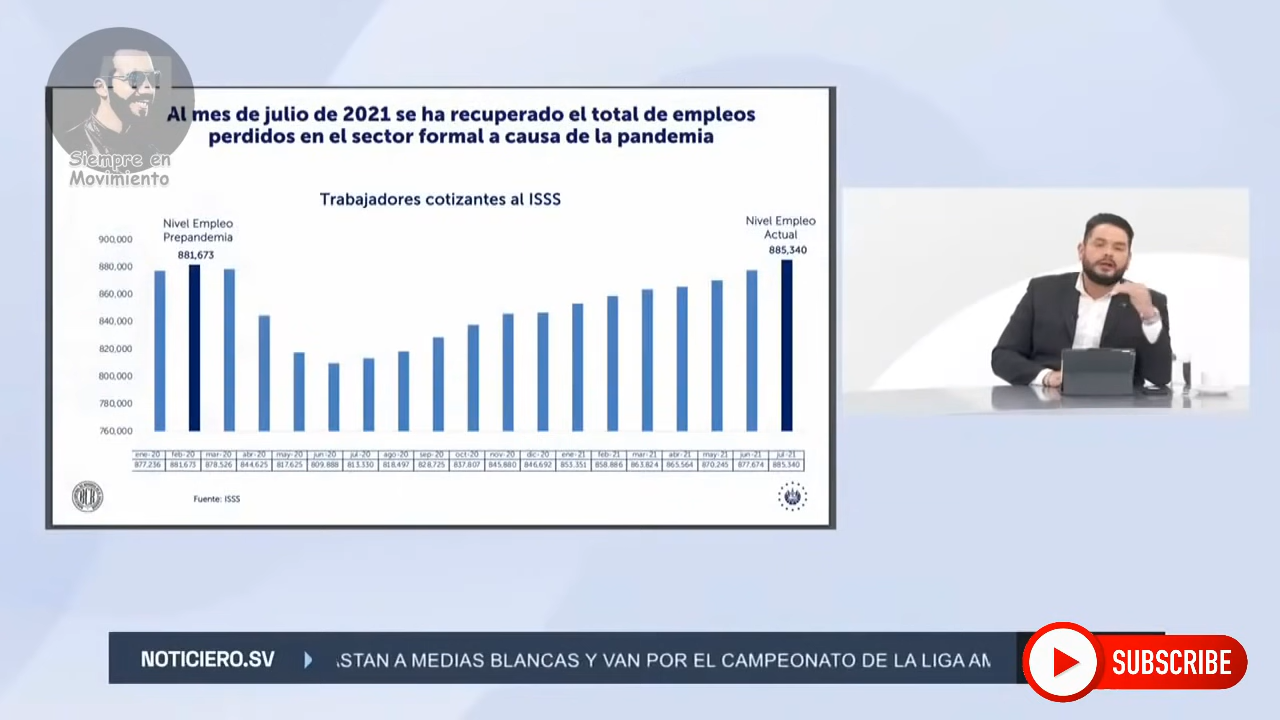 Siempre en
Movimiento
Al mes de julio de 2021 se ha recuperado el total de empleos
perdidos en el sector formal a causa de la pandemia
Trabajadores cotizantes al ISSS
Nivel Empleo
Prepandemia
881,673
Nivel Empleo
Actual
885,340
900,000
880,000
860,000
840,000
820,000
800,000
780,000
760,000
ene-20 feb-20 mar-20 abr-20 may-20 jun-20 jul-20 ago-20 sep-20 oct-20 nov-20 dic-20 ene-21 feb-21 mar-21 abr-21 may-21 jun-21 jul-21
877,236 881,673 878,526 844,625 817,625 809,888 813,330 818,497 828,725 837,807 845,880 846,692 853,351 858,886 863,824 865,564 870,245 877,674 885,340
Fuente: ISSS
NOTICIERO.SV
ASTAN A MEDIAS BLANCAS Y VAN POR EL CAMPEONATO DE LA LIGA AM
SUBSCRIBE